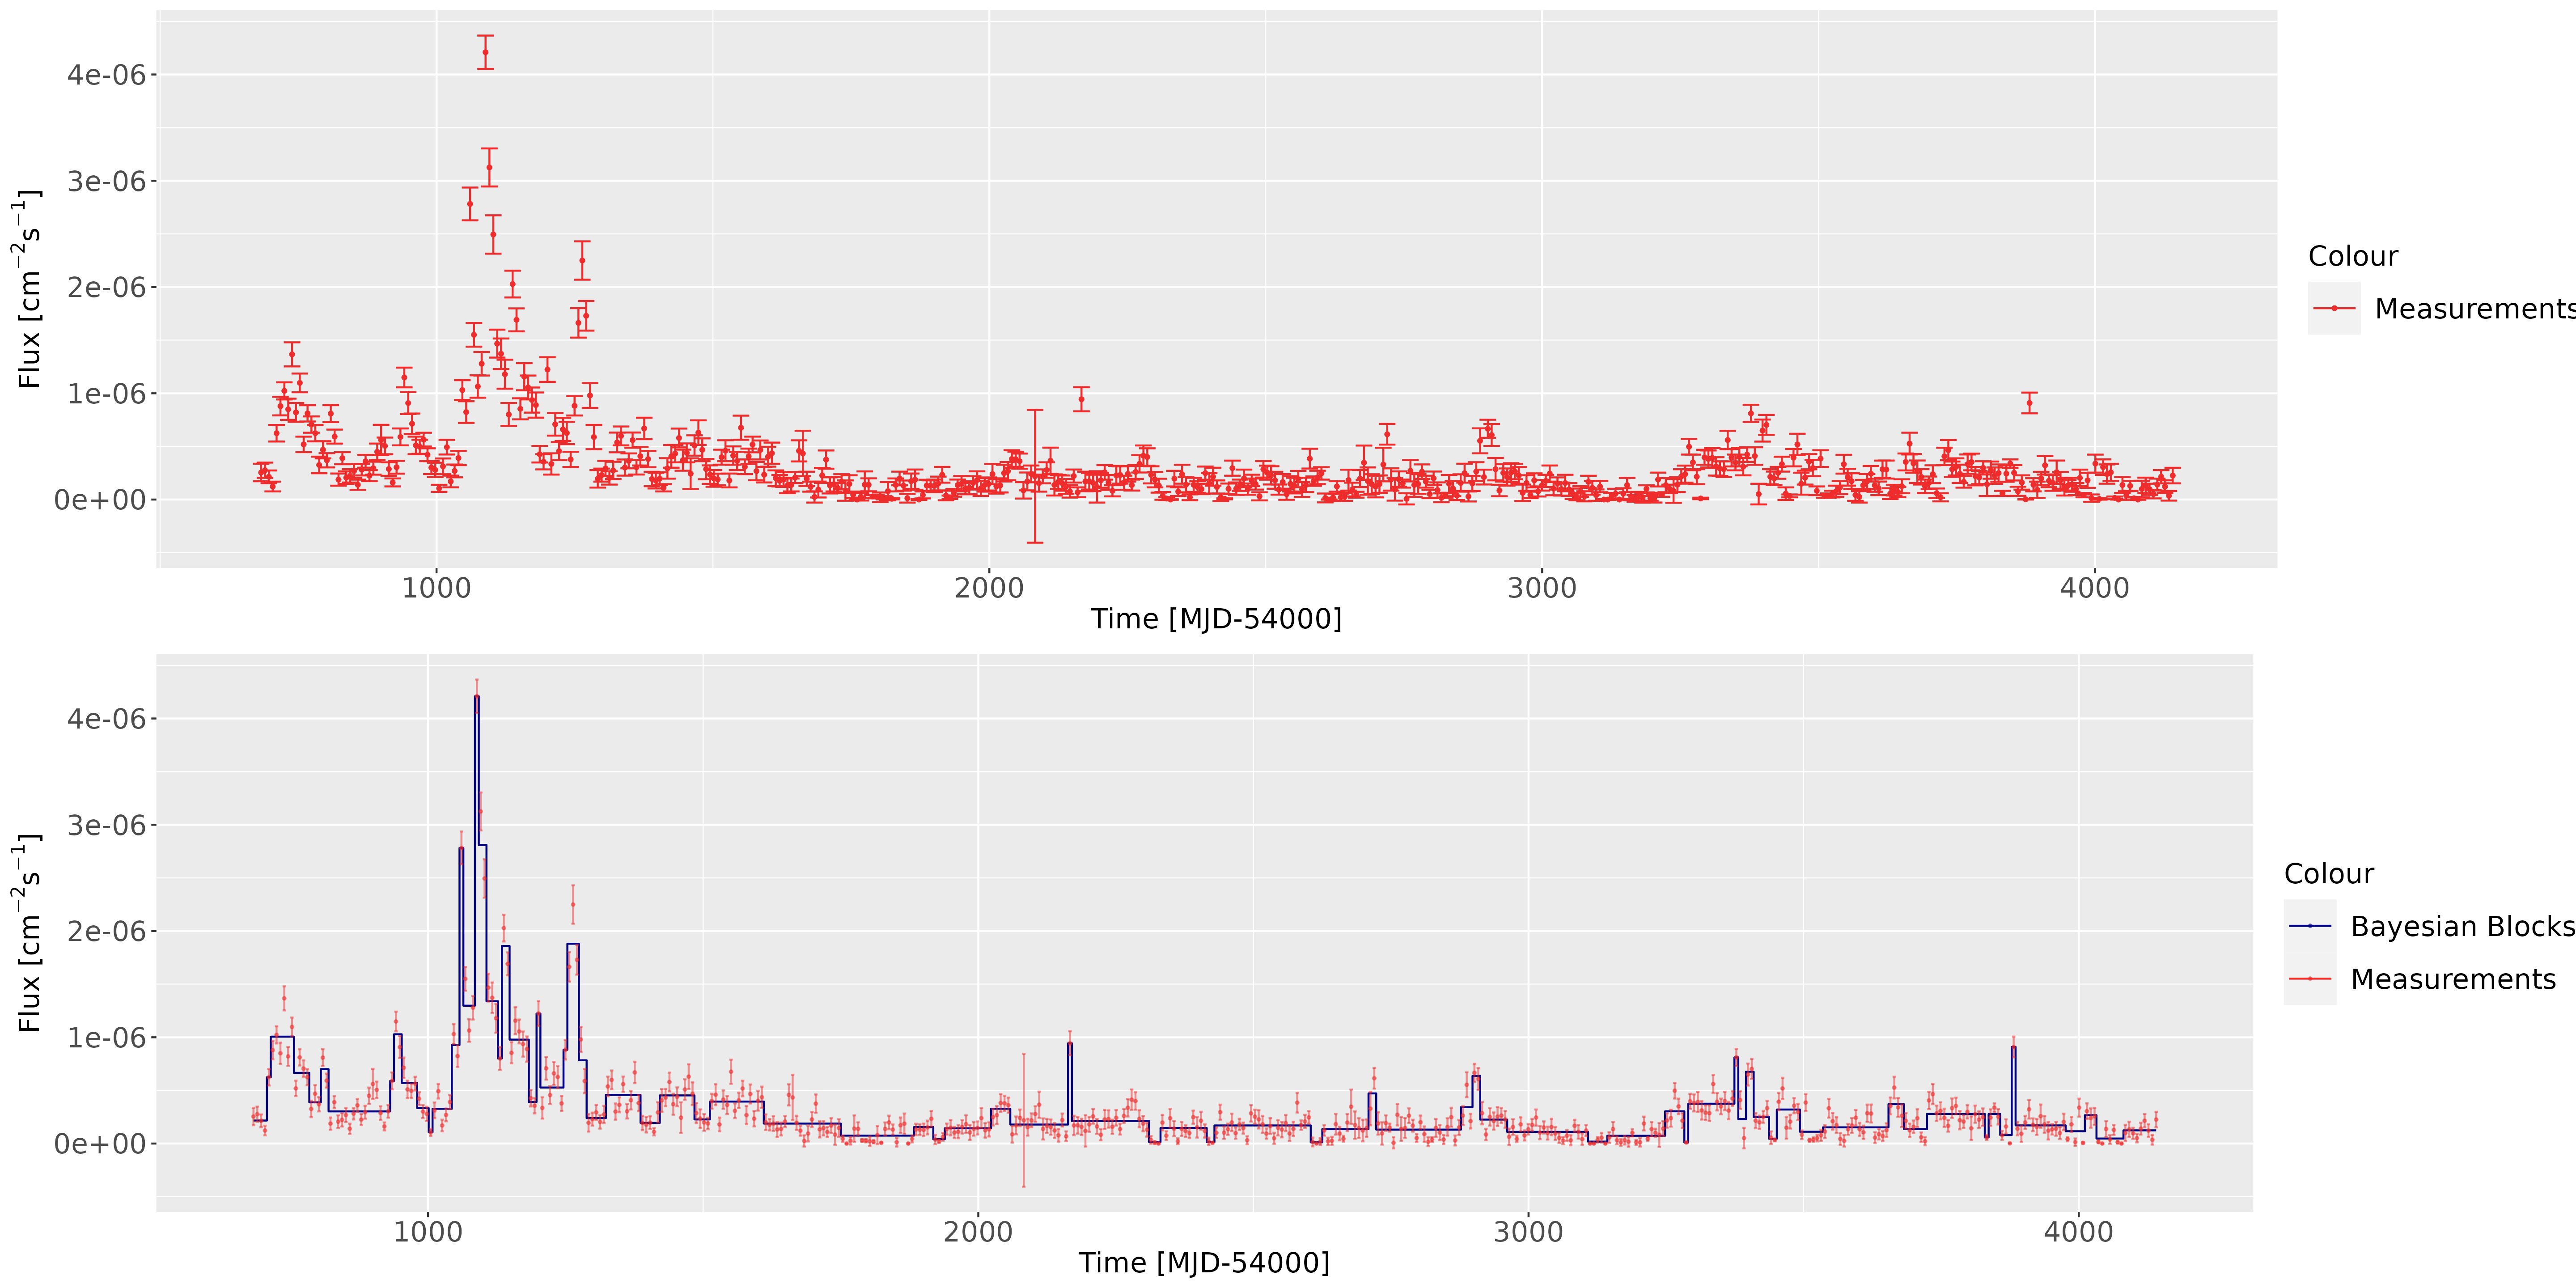 4e-06
3e-06
2e-06
1e-06
0e+00
Flux [cm−2s−1]
1000 2000 3000 4000
Time [MJD-54000]
Colour
Measurements
4e-06
3e-06
2e-06
1e-06
0e+00
Flux [cm−2s−1]
1000 2000 3000 4000
Time [MJD-54000]
Colour
Bayesian Blocks
Measurements